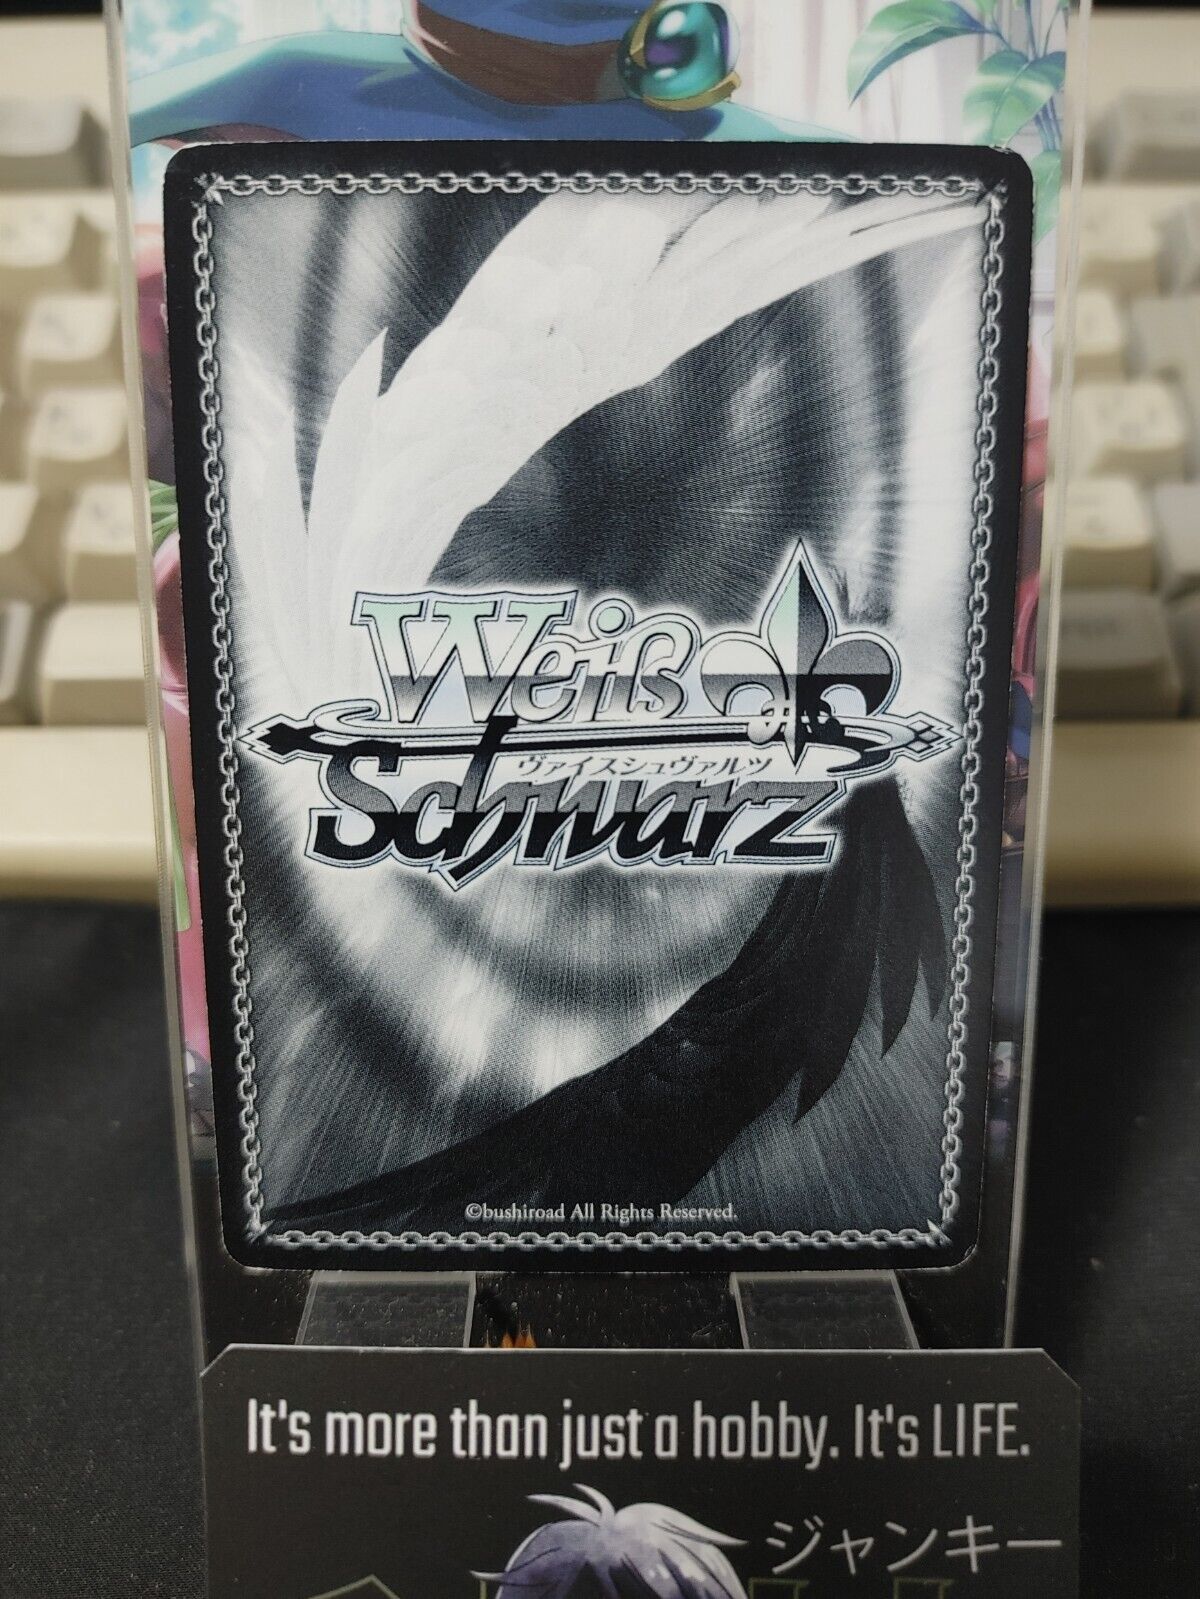 Weiß
ヴァイスシュヴァルツ
Schwarz
©bushiroad All Rights Reserved.
It's more than just a hobby. It's LIFE.
ジャンキー